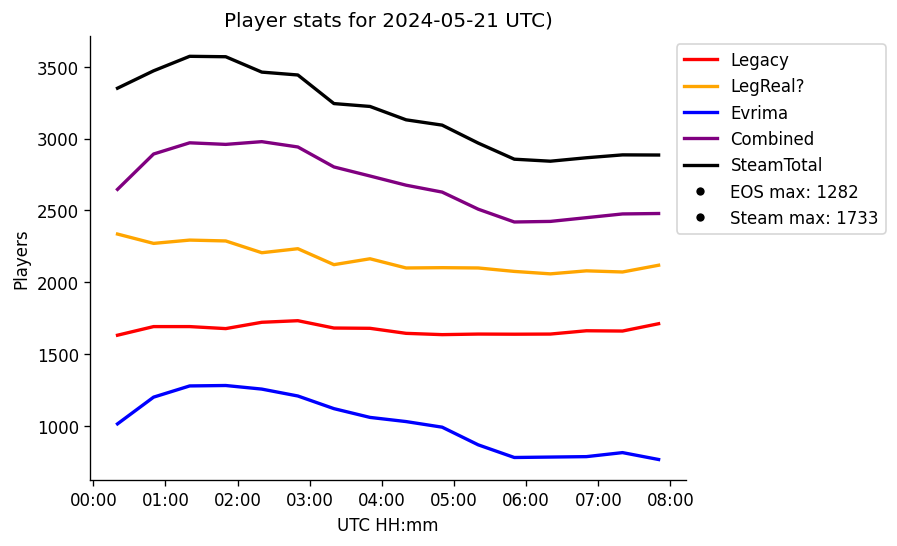 Player stats for 2024-05-21 UTC)
Players
3500
3000
2500
2000
1500
1000
00:00 01:00 02:00 03:00 04:00 05:00 06:00 07:00 08:00
UTC HH:mm
Legacy
LegReal?
Evrima
Combined
SteamTotal
EOS max: 1282
Steam max: 1733